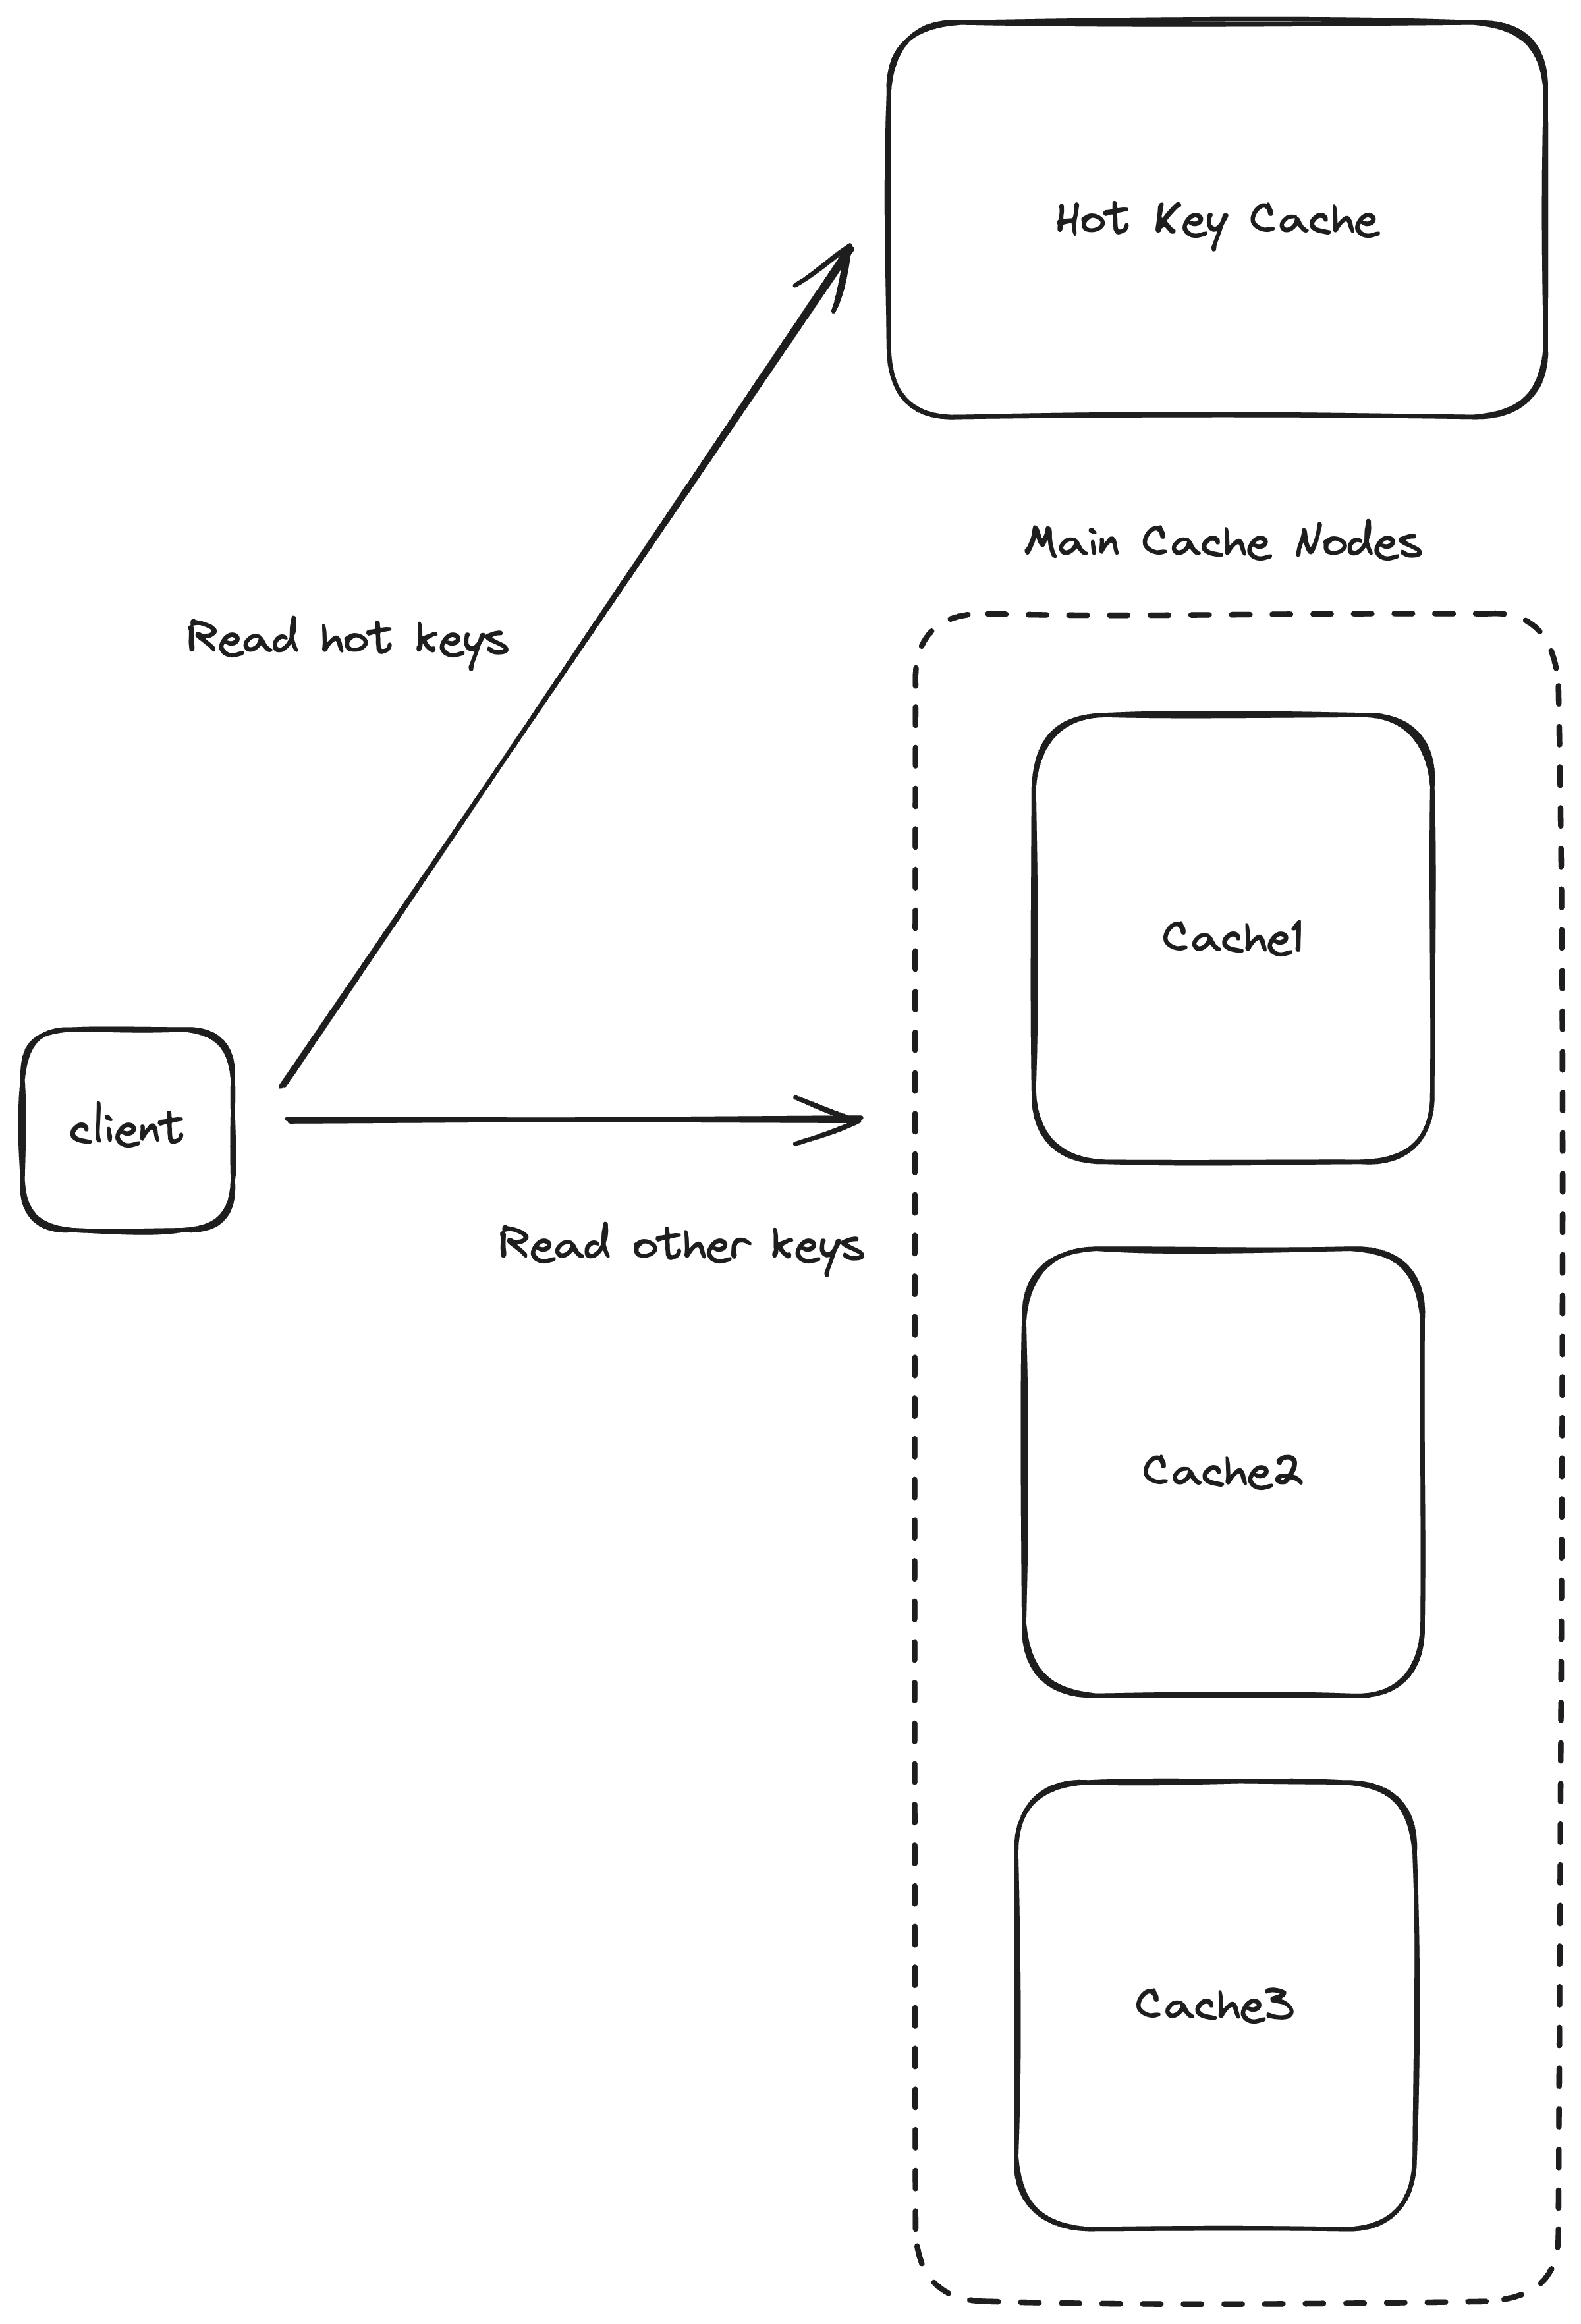 Hot Key Cache
Main Cache Nodes
Read hot keys
Cache1
client
Read other keys
Cache2
Cache3